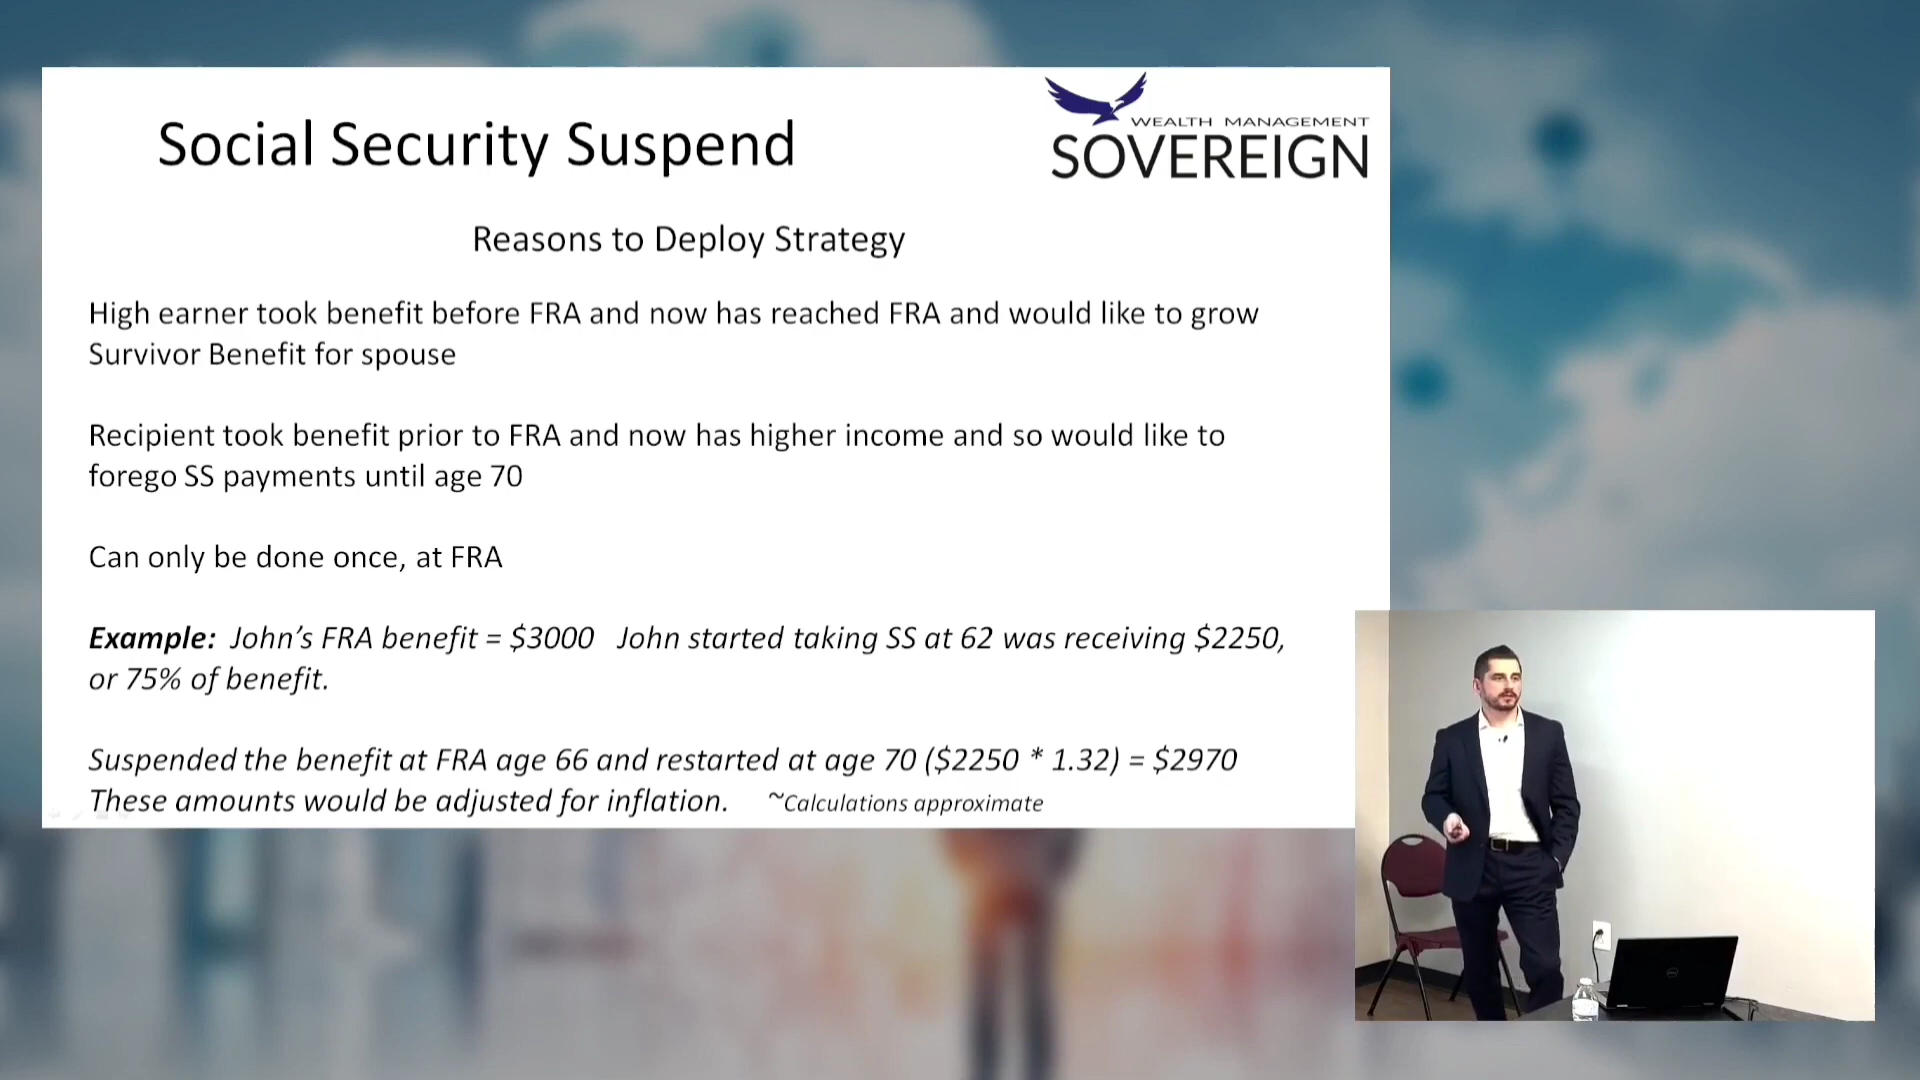 Social Security Suspend
WEALTH MANAGEMENT
SOVEREIGN
Reasons to Deploy Strategy
High earner took benefit before FRA and now has reached FRA and would like to grow
Survivor Benefit for spouse
Recipient took benefit prior to FRA and now has higher income and so would like to
forego SS payments until age 70
Can only be done once, at FRA
Example: John’s FRA benefit = $3000 John started taking SS at 62 was receiving $2250,
or 75% of benefit.
Suspended the benefit at FRA age 66 and restarted at age 70 ($2250 * 1.32) = $2970
These amounts would be adjusted for inflation. ~Calculations approximate